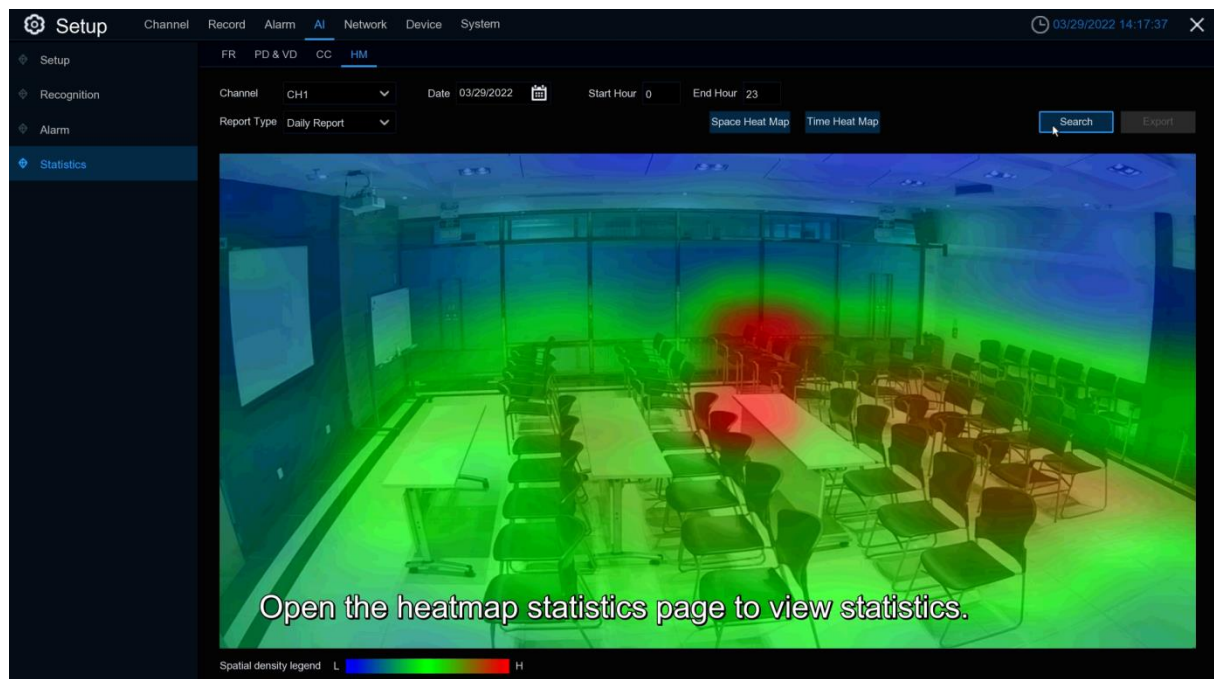 Setup Channel Record Alarm AI Network Device System 03/29/2022 14:17:37
Setup
Recognition
Alarm
Statistics
FR PD & VD CC HM
Channel CH1 Date 03/29/2022 Start Hour 0 End Hour 23
Report Type Daily Report Space Heat Map Time Heat Map Search Export
Open the heatmap statistics page to view statistics.
Spatial density legend L H